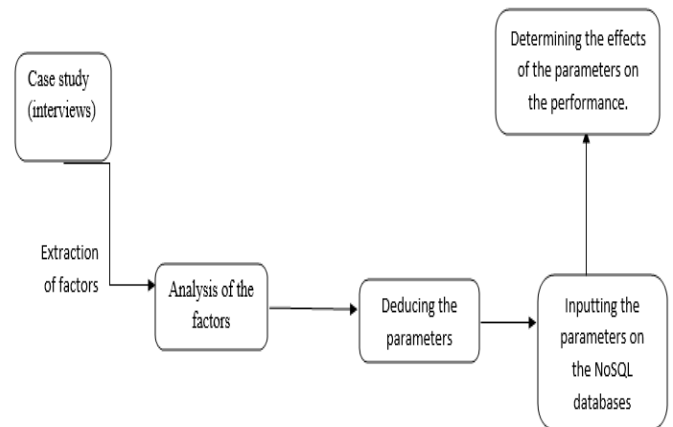 Case study
(interviews)
Extraction
of factors
Analysis of the
factors
Deducing the
parameters
Inputting the
parameters on
the NoSQL
databases
Determining the effects
of the parameters on
the performance.